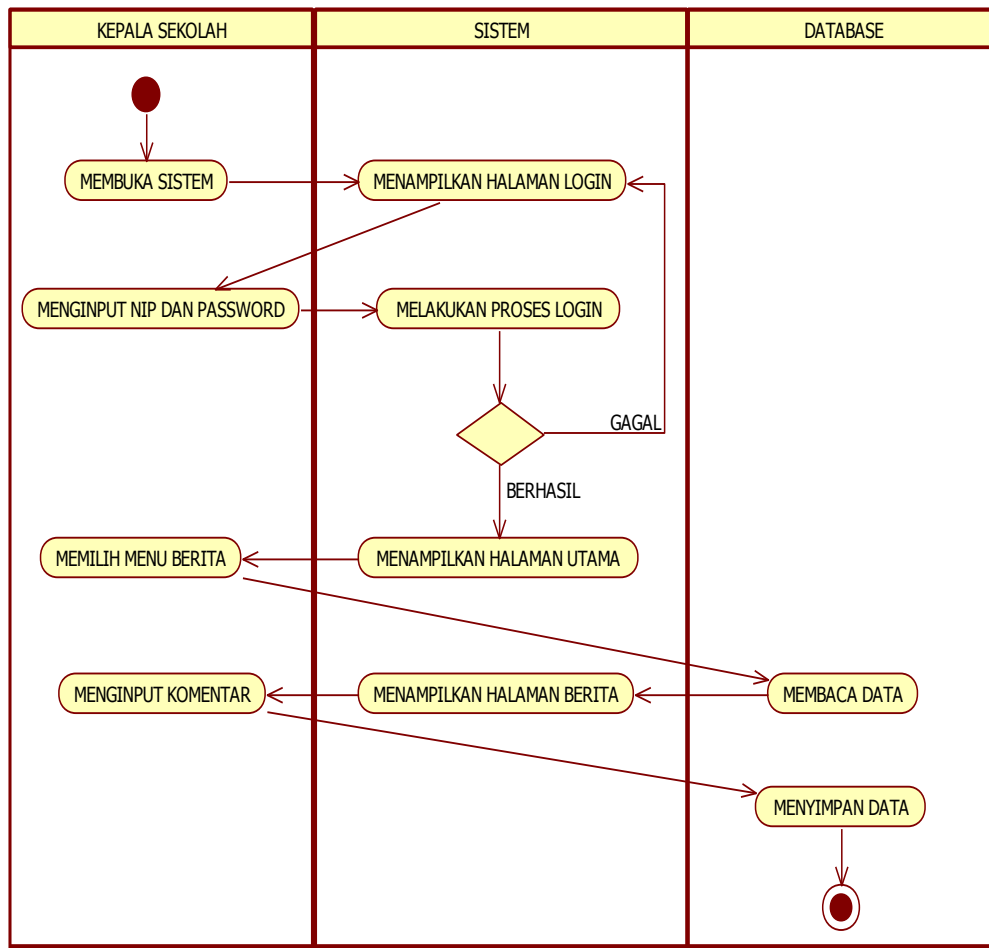 KEPALA SEKOLAH
SISTEM
DATABASE
MEMBUKA SISTEM
MENAMPILKAN HALAMAN LOGIN
MENGINPUT NIP DAN PASSWORD
MELAKUKAN PROSES LOGIN
GAGAL
BERHASIL
MEMILIH MENU BERITA
MENAMPILKAN HALAMAN UTAMA
MENGINPUT KOMENTAR
MENAMPILKAN HALAMAN BERITA
MEMBACA DATA
MENYIMPAN DATA